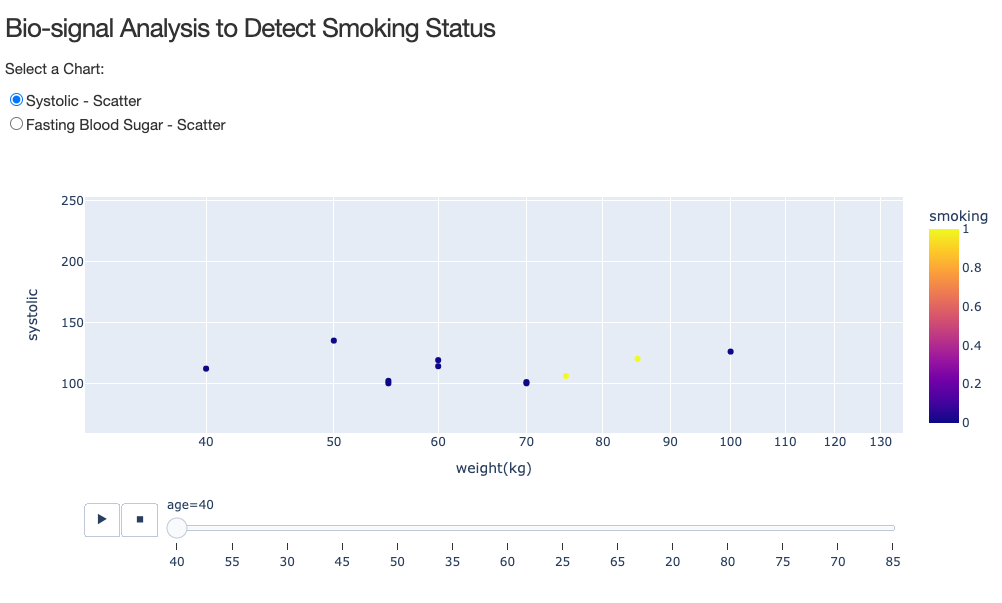 Bio-signal Analysis to Detect Smoking Status
Select a Chart:
Systolic - Scatter
Fasting Blood Sugar - Scatter
250
200
150
100
systolic
40 50 60 70 80 90 100 110 120 130
weight(kg)
smoking
1
0.8
0.6
0.4
0.2
0
age=40
40 55 30 45 50 35 60 25 65 20 80 75 70 85